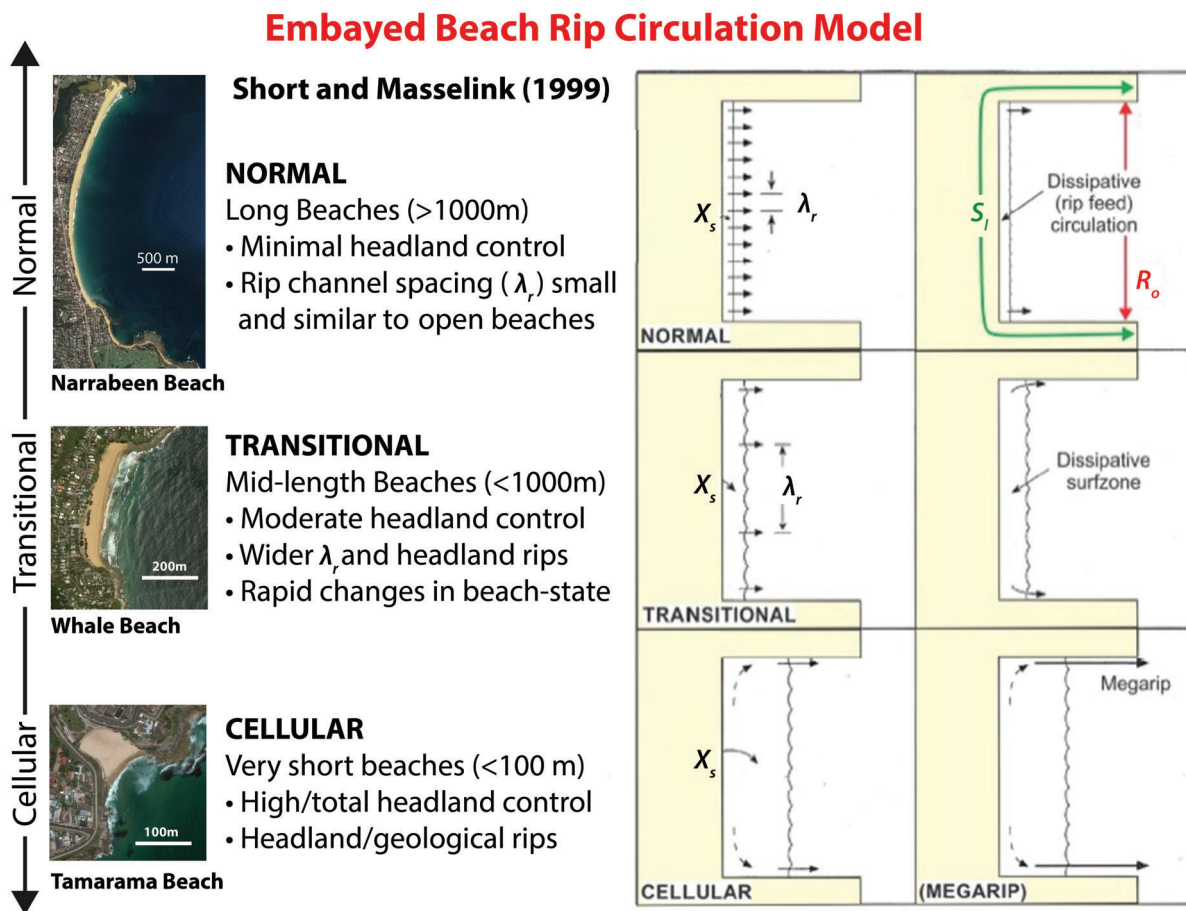 Embayed Beach Rip Circulation Model
Normal
Transitional
Cellular
500 m
Narrabeen Beach
200m
Whale Beach
100m
Tamarama Beach
Short and Masselink (1999)
NORMAL
Long Beaches (>1000m)
• Minimal headland control
• Rip channel spacing (λr) small
and similar to open beaches
TRANSITIONAL
Mid-length Beaches (<1000m)
• Moderate headland control
• Wider λr and headland rips
• Rapid changes in beach-state
CELLULAR
Very short beaches (<100 m)
• High/total headland control
• Headland/geological rips
Xs
λr
NORMAL
Sl
Dissipative
(rip feed)
circulation
Ro
Xs
λr
TRANSITIONAL
Dissipative
surfzone
Xs
CELLULAR
Megarip
(MEGARIP)